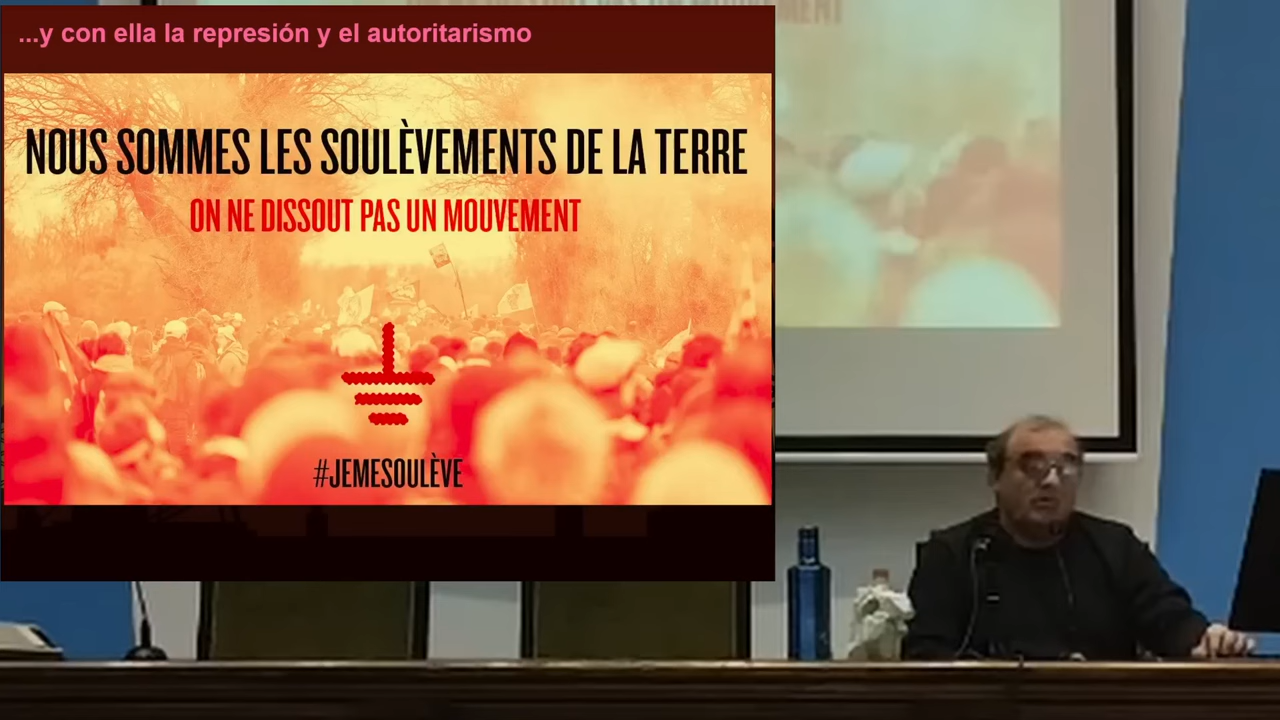 ...y con ella la represión y el autoritarismo
NOUS SOMMES LES SOULÈVEMENTS DE LA TERRE
ON NE DISSOUT PAS UN MOUVEMENT
#JEMESOULÈVE